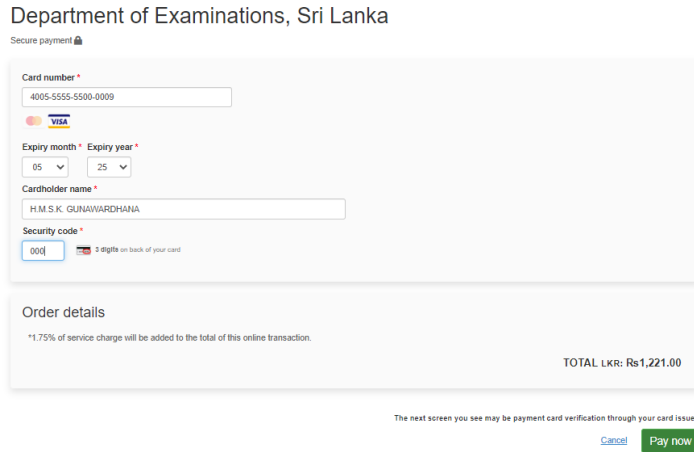 Department of Examinations, Sri Lanka
Secure payment
Card number *
4005-5555-5500-0009
VISA
Expiry month * Expiry year *
05 25
Cardholder name *
H.M.S.K. GUNAWARDHANA
Security code *
000 3 digits on back of your card
Order details
*1.75% of service charge will be added to the total of this online transaction.
TOTAL LKR: Rs1,221.00
The next screen you see may be payment card verification through your card issue
Cancel Pay now